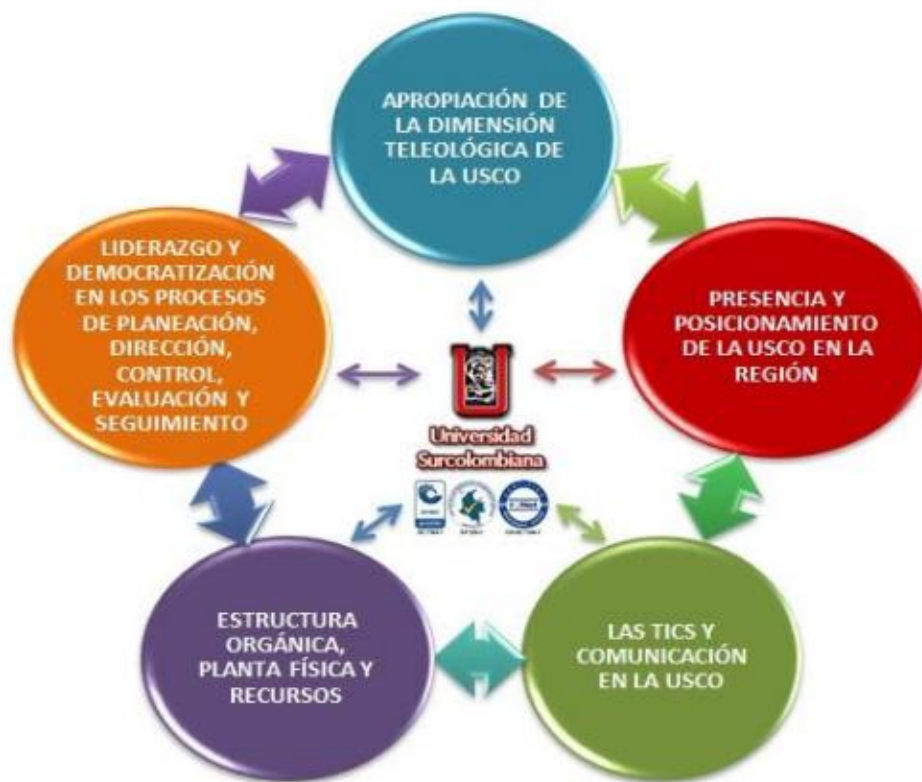 APROPIACIÓN DE
LA DIMENSIÓN
TELEOLÓGICA DE
LA USCO
LIDERAZGO Y
DEMOCRATIZACIÓN
EN LOS PROCESOS
DE PLANEACIÓN,
DIRECCIÓN,
CONTROL,
EVALUACIÓN Y
SEGUIMIENTO
PRESENCIA Y
POSICIONAMIENTO
DE LA USCO EN LA
REGIÓN
Universidad
Surcolombiana
ESTRUCTURA
ORGÁNICA,
PLANTA FÍSICA Y
RECURSOS
LAS TICS Y
COMUNICACIÓN
EN LA USCO